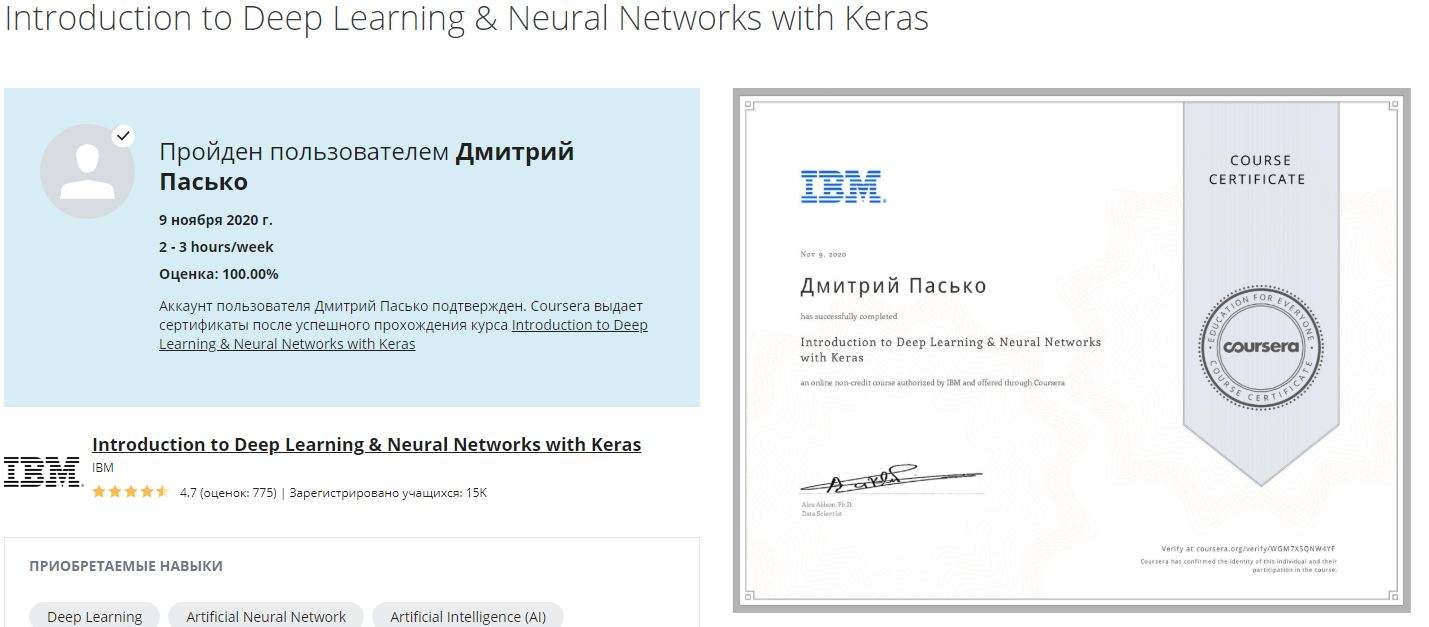 Introduction to Deep Learning & Neural Networks with Keras
Пройден пользователем Дмитрий
Пасько
9 ноября 2020 г.
2 - 3 hours/week
Оценка: 100.00%
Аккаунт пользователя Дмитрий Пасько подтвержден. Coursera выдает
сертификаты после успешного прохождения курса Introduction to Deep
Learning & Neural Networks with Keras
IBM
Introduction to Deep Learning & Neural Networks with Keras
IBM
4.7 (оценок: 775) | Зарегистрировано учащихся: 15K
ПРИОБРЕТАЕМЫЕ НАВЫКИ
Deep Learning
Artificial Neural Network
Artificial Intelligence (AI)
IBM
Nov 9, 2020
Дмитрий Пасько
has successfully completed
Introduction to Deep Learning & Neural Networks
with Keras
an online non-credit course authorized by IBM and offered through Coursera
Alex Aklson, Ph.D.
Data Scientist
COURSE
CERTIFICATE
EDUCATION FOR EVERYONE
coursera
COURSE CERTIFICATE
Verify at coursera.org/verify/WGM7X5QNW4YF
Coursera has confirmed the identity of this individual and their
participation in the course.